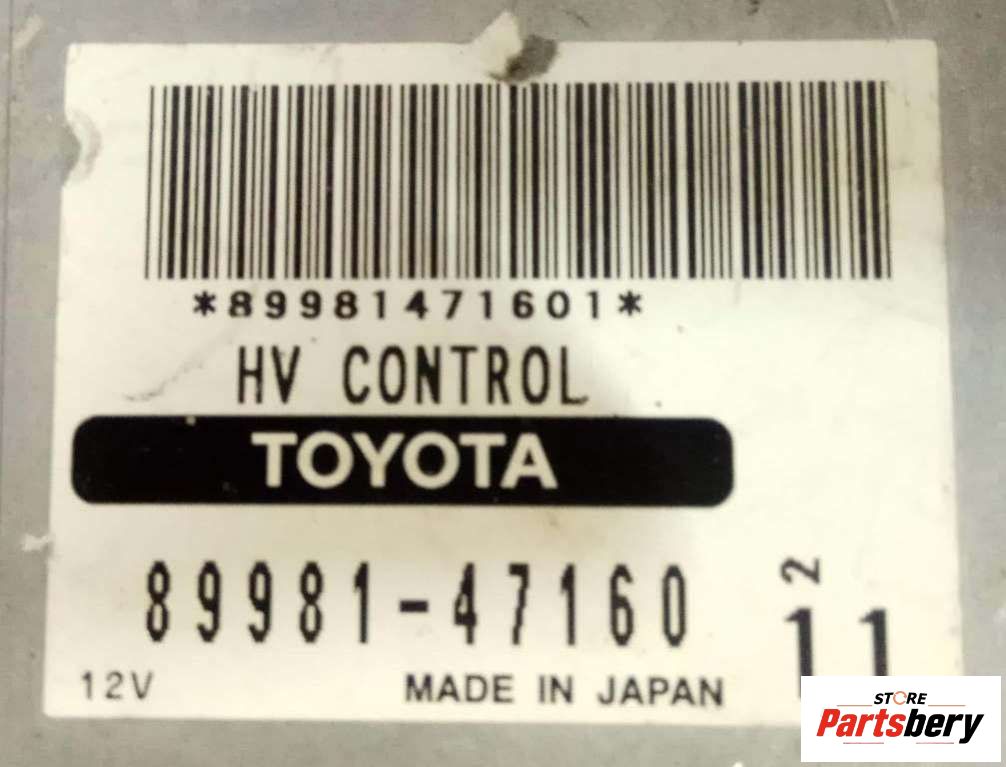 *89981471601*
HV CONTROL
TOYOTA
89981-47160
2
11
12V
MADE IN JAPAN
STORE
Partsbery